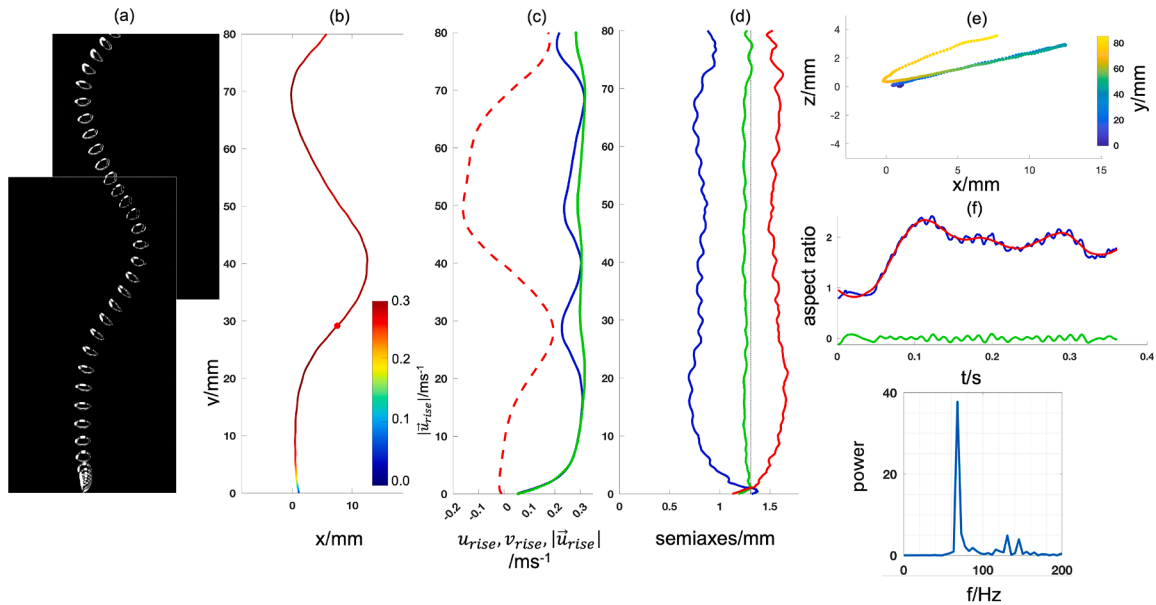 (a)
(b)
(c)
(d)
(e)
(f)
80
70
60
50
40
30
20
10
0
y/mm
0 10
x/mm
0.3
0.2
0.1
0.0
|u⃗rise|/ms⁻¹
80
70
60
50
40
30
20
10
0
-0.2 -0.1 0 0.1 0.2 0.3
urise, vrise, |u⃗rise|
/ms⁻¹
80
70
60
50
40
30
20
10
0
0 0.5 1 1.5
semiaxes/mm
4
2
0
-2
-4
z/mm
0 5 10 15
x/mm
80
60
40
20
0
y/mm
2
1
0
aspect ratio
0 0.1 0.2 0.3 0.4
t/s
40
20
0
power
0 100 200
f/Hz